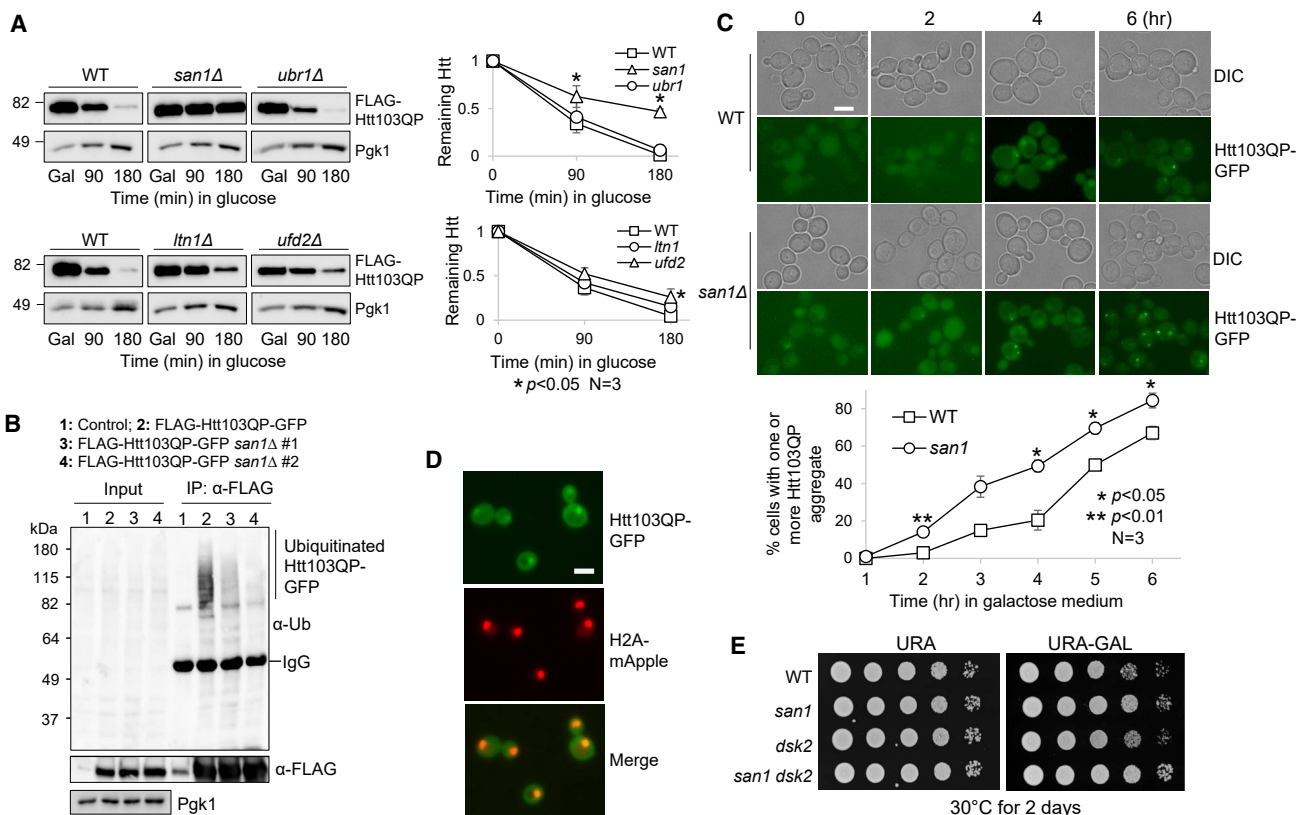 A
WT san1Δ ubr1Δ
82
FLAG-
Htt103QP
49
Pgk1
Gal 90 180 Gal 90 180 Gal 90 180
Time (min) in glucose
WT ltn1Δ ufd2Δ
82
FLAG-
Htt103QP
49
Pgk1
Gal 90 180 Gal 90 180 Gal 90 180
Time (min) in glucose
Remaining Htt
1
0.5
0
0 90 180
WT
san1
ubr1
*
*
Remaining Htt
1
0.5
0
0 90 180
WT
ltn1
ufd2
*
Time (min) in glucose
* p<0.05 N=3
B
1: Control; 2: FLAG-Htt103QP-GFP
3: FLAG-Htt103QP-GFP san1Δ #1
4: FLAG-Htt103QP-GFP san1Δ #2
Input IP: α-FLAG
kDa 1 2 3 4 1 2 3 4
180
115
82
64
49
37
Ubiquitinated
Htt103QP-
GFP
α-Ub
IgG
α-FLAG
Pgk1
C
0 2 4 6 (hr)
WT
DIC
Htt103QP-
GFP
san1Δ
DIC
Htt103QP-
GFP
% cells with one or
more Htt103QP
aggregate
80
60
40
20
0
1 2 3 4 5 6
Time (hr) in galactose medium
WT
san1
**
*
*
*
* p<0.05
** p<0.01
N=3
D
Htt103QP-
GFP
H2A-
mApple
Merge
E
URA URA-GAL
WT
san1
dsk2
san1 dsk2
30°C for 2 days